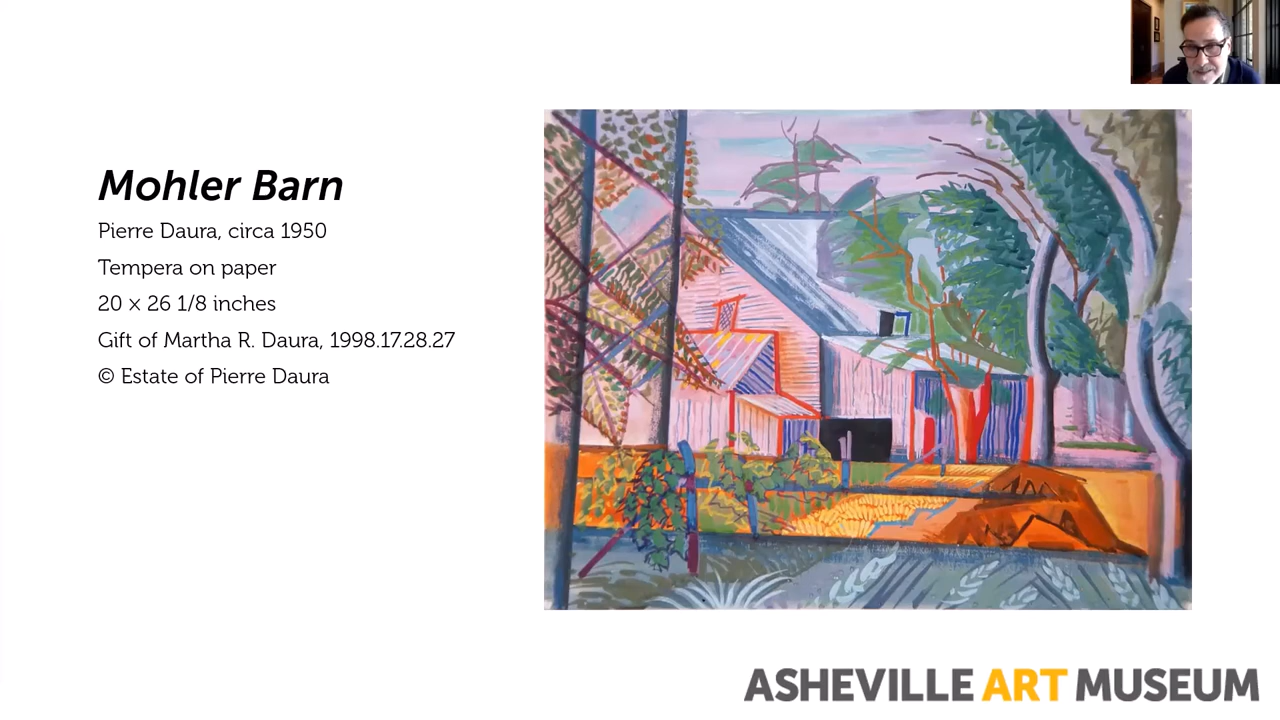 Mohler Barn
Pierre Daura, circa 1950
Tempera on paper
20 × 26 1/8 inches
Gift of Martha R. Daura, 1998.17.28.27
© Estate of Pierre Daura
ASHEVILLE ART MUSEUM